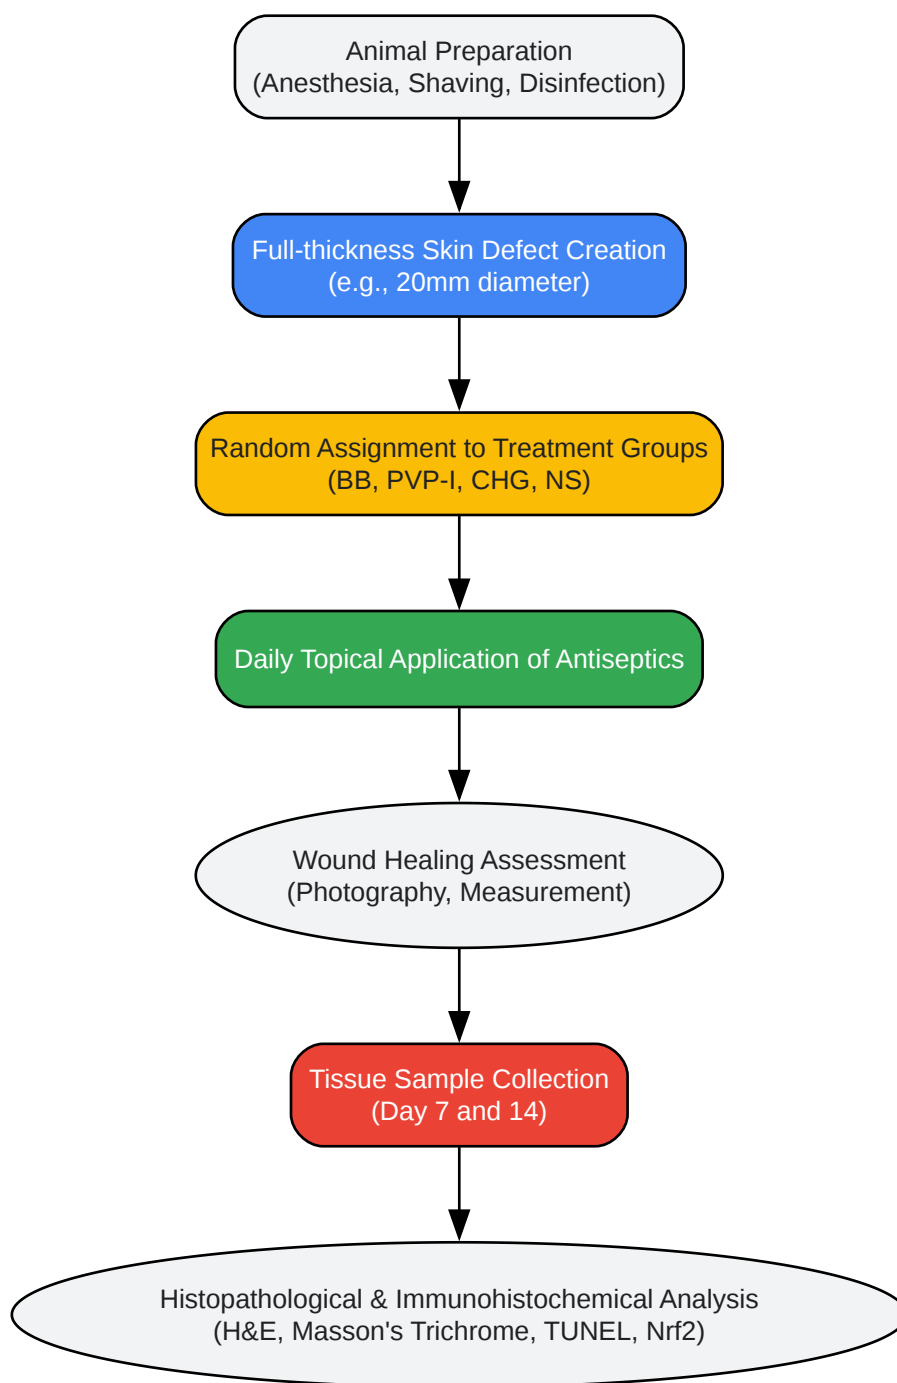 Animal Preparation
(Anesthesia, Shaving, Disinfection)
Full-thickness Skin Defect Creation
(e.g., 20mm diameter)
Random Assignment to Treatment Groups
(BB, PVP-I, CHG, NS)
Daily Topical Application of Antiseptics
Wound Healing Assessment
(Photography, Measurement)
Tissue Sample Collection
(Day 7 and 14)
Histopathological & Immunohistochemical Analysis
(H&E, Masson's Trichrome, TUNEL, Nrf2)